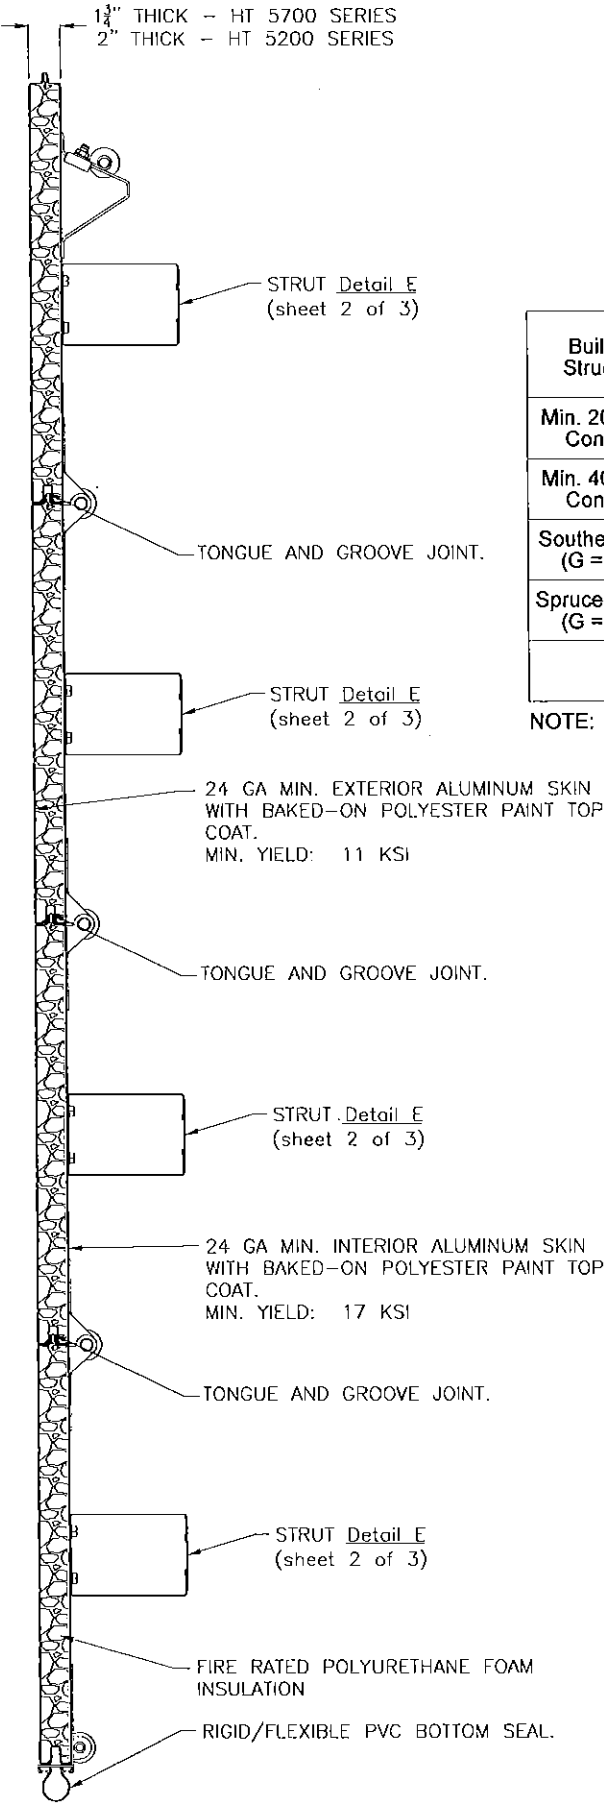 1 3/4" THICK - HT 5700 SERIES
2" THICK - HT 5200 SERIES
STRUT Detail E
(sheet 2 of 3)
TONGUE AND GROOVE JOINT.
STRUT Detail E
(sheet 2 of 3)
24 GA MIN. EXTERIOR ALUMINUM SKIN
WITH BAKED-ON POLYESTER PAINT TOP
COAT.
MIN. YIELD: 11 KSI
TONGUE AND GROOVE JOINT.
STRUT Detail E
(sheet 2 of 3)
24 GA MIN. INTERIOR ALUMINUM SKIN
WITH BAKED-ON POLYESTER PAINT TOP
COAT.
MIN. YIELD: 17 KSI
TONGUE AND GROOVE JOINT.
STRUT Detail E
(sheet 2 of 3)
FIRE RATED POLYURETHANE FOAM
INSULATION
RIGID/FLEXIBLE PVC BOTTOM SEAL.
Min.
Min.
(G =
(G =
NOTE: